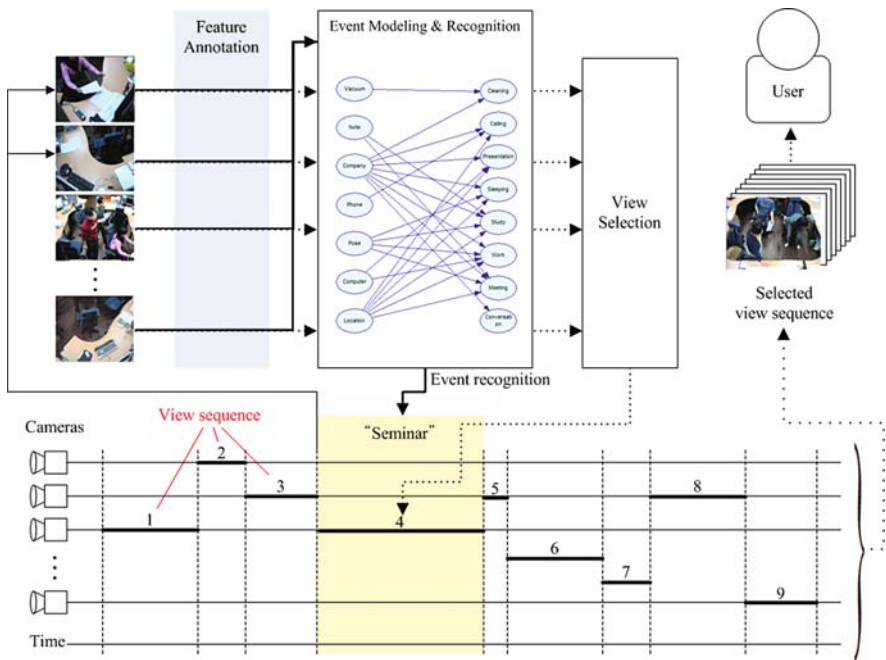 Feature
Annotation
Event Modeling & Recognition
Vacuum
Note
Company
Phone
Pose
Computer
Location
Cleaning
Calling
Presentation
Sleeping
Study
Work
Meeting
Conversati
on
View
Selection
User
Selected
view sequence
Event recognition
"Seminar"
View sequence
Cameras
1
2
3
4
5
6
7
8
9
Time